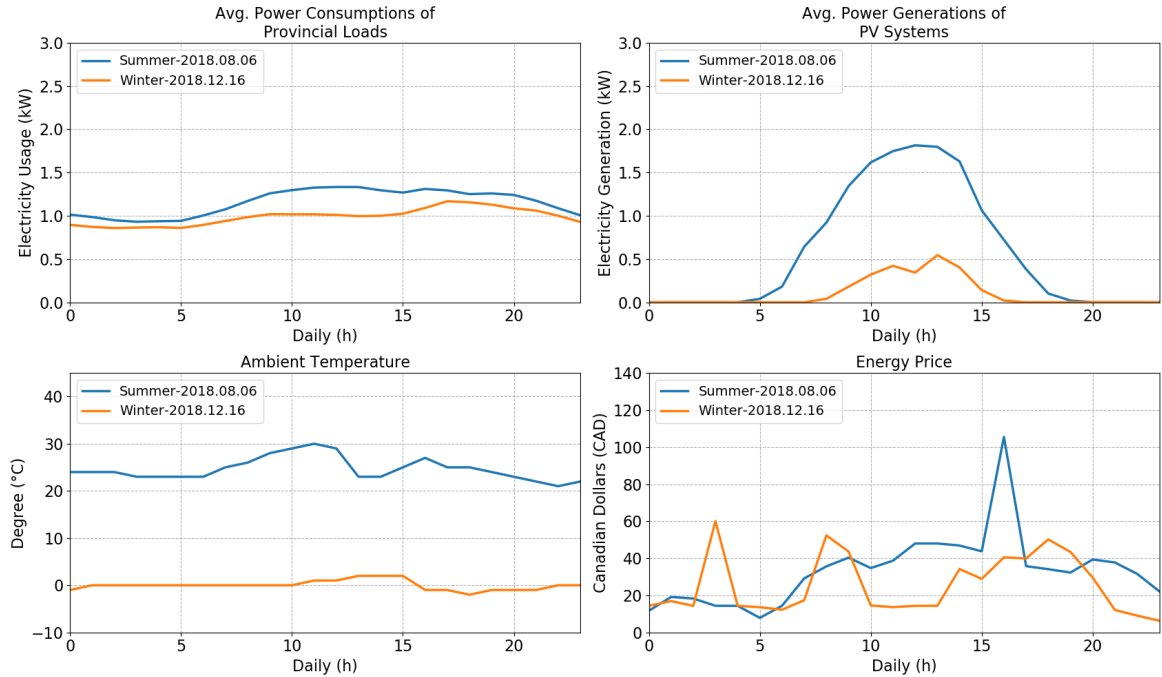 Avg. Power Consumptions of
Provincial Loads
Electricity Usage (kW)
3.0
2.5
2.0
1.5
1.0
0.5
0.0
Summer-2018.08.06
Winter-2018.12.16
0 5 10 15 20
Daily (h)
Avg. Power Generations of
PV Systems
Electricity Generation (kW)
3.0
2.5
2.0
1.5
1.0
0.5
0.0
Summer-2018.08.06
Winter-2018.12.16
0 5 10 15 20
Daily (h)
Ambient Temperature
Degree (°C)
40
30
20
10
0
−10
Summer-2018.08.06
Winter-2018.12.16
0 5 10 15 20
Daily (h)
Energy Price
Canadian Dollars (CAD)
140
120
100
80
60
40
20
0
Summer-2018.08.06
Winter-2018.12.16
0 5 10 15 20
Daily (h)